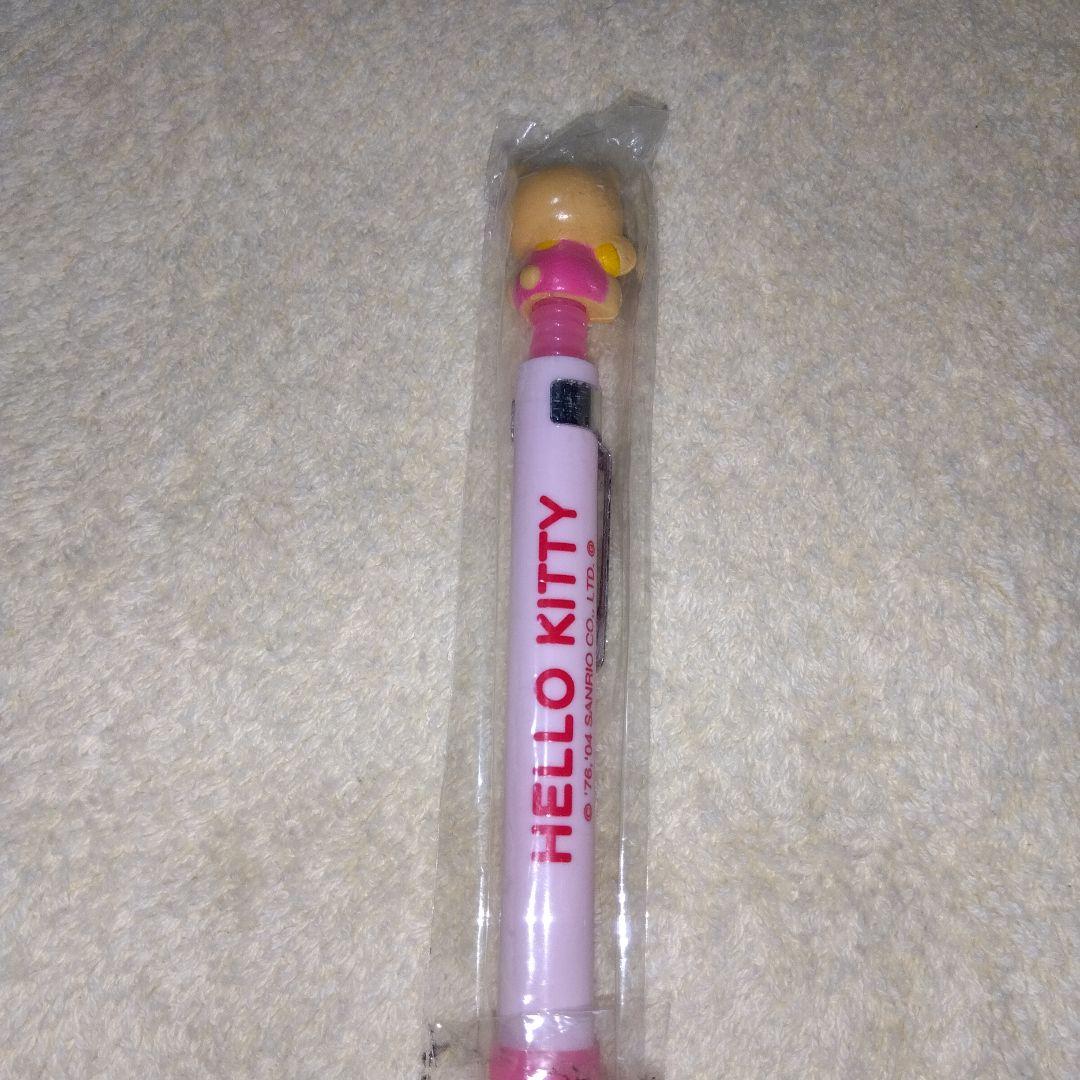 HELLO KITTY
© '76, '04 SANRIO CO., LTD. ®